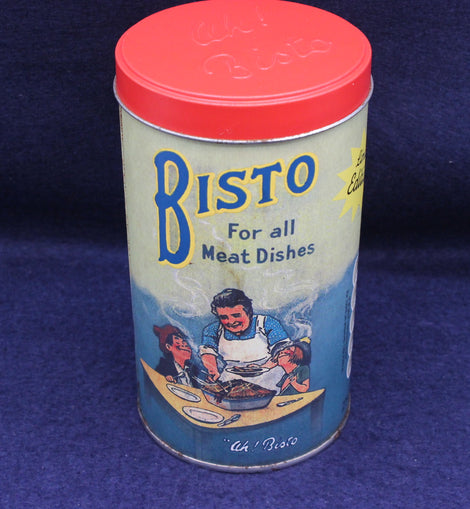 Ah!
Bisto
BISTO
For all
Meat Dishes
"Ah! Bisto